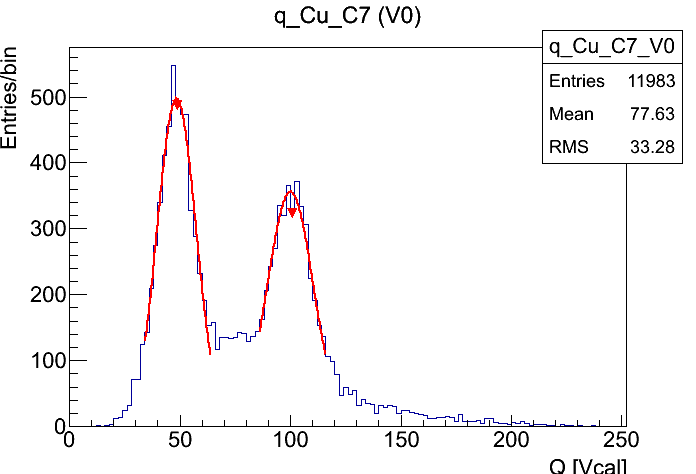 q_Cu_C7 (V0)
Entries/bin
q_Cu_C7_V0
Entries 11983
Mean 77.63
RMS 33.28
500
400
300
200
100
0
0 50 100 150 200 250
Q [Vcal]